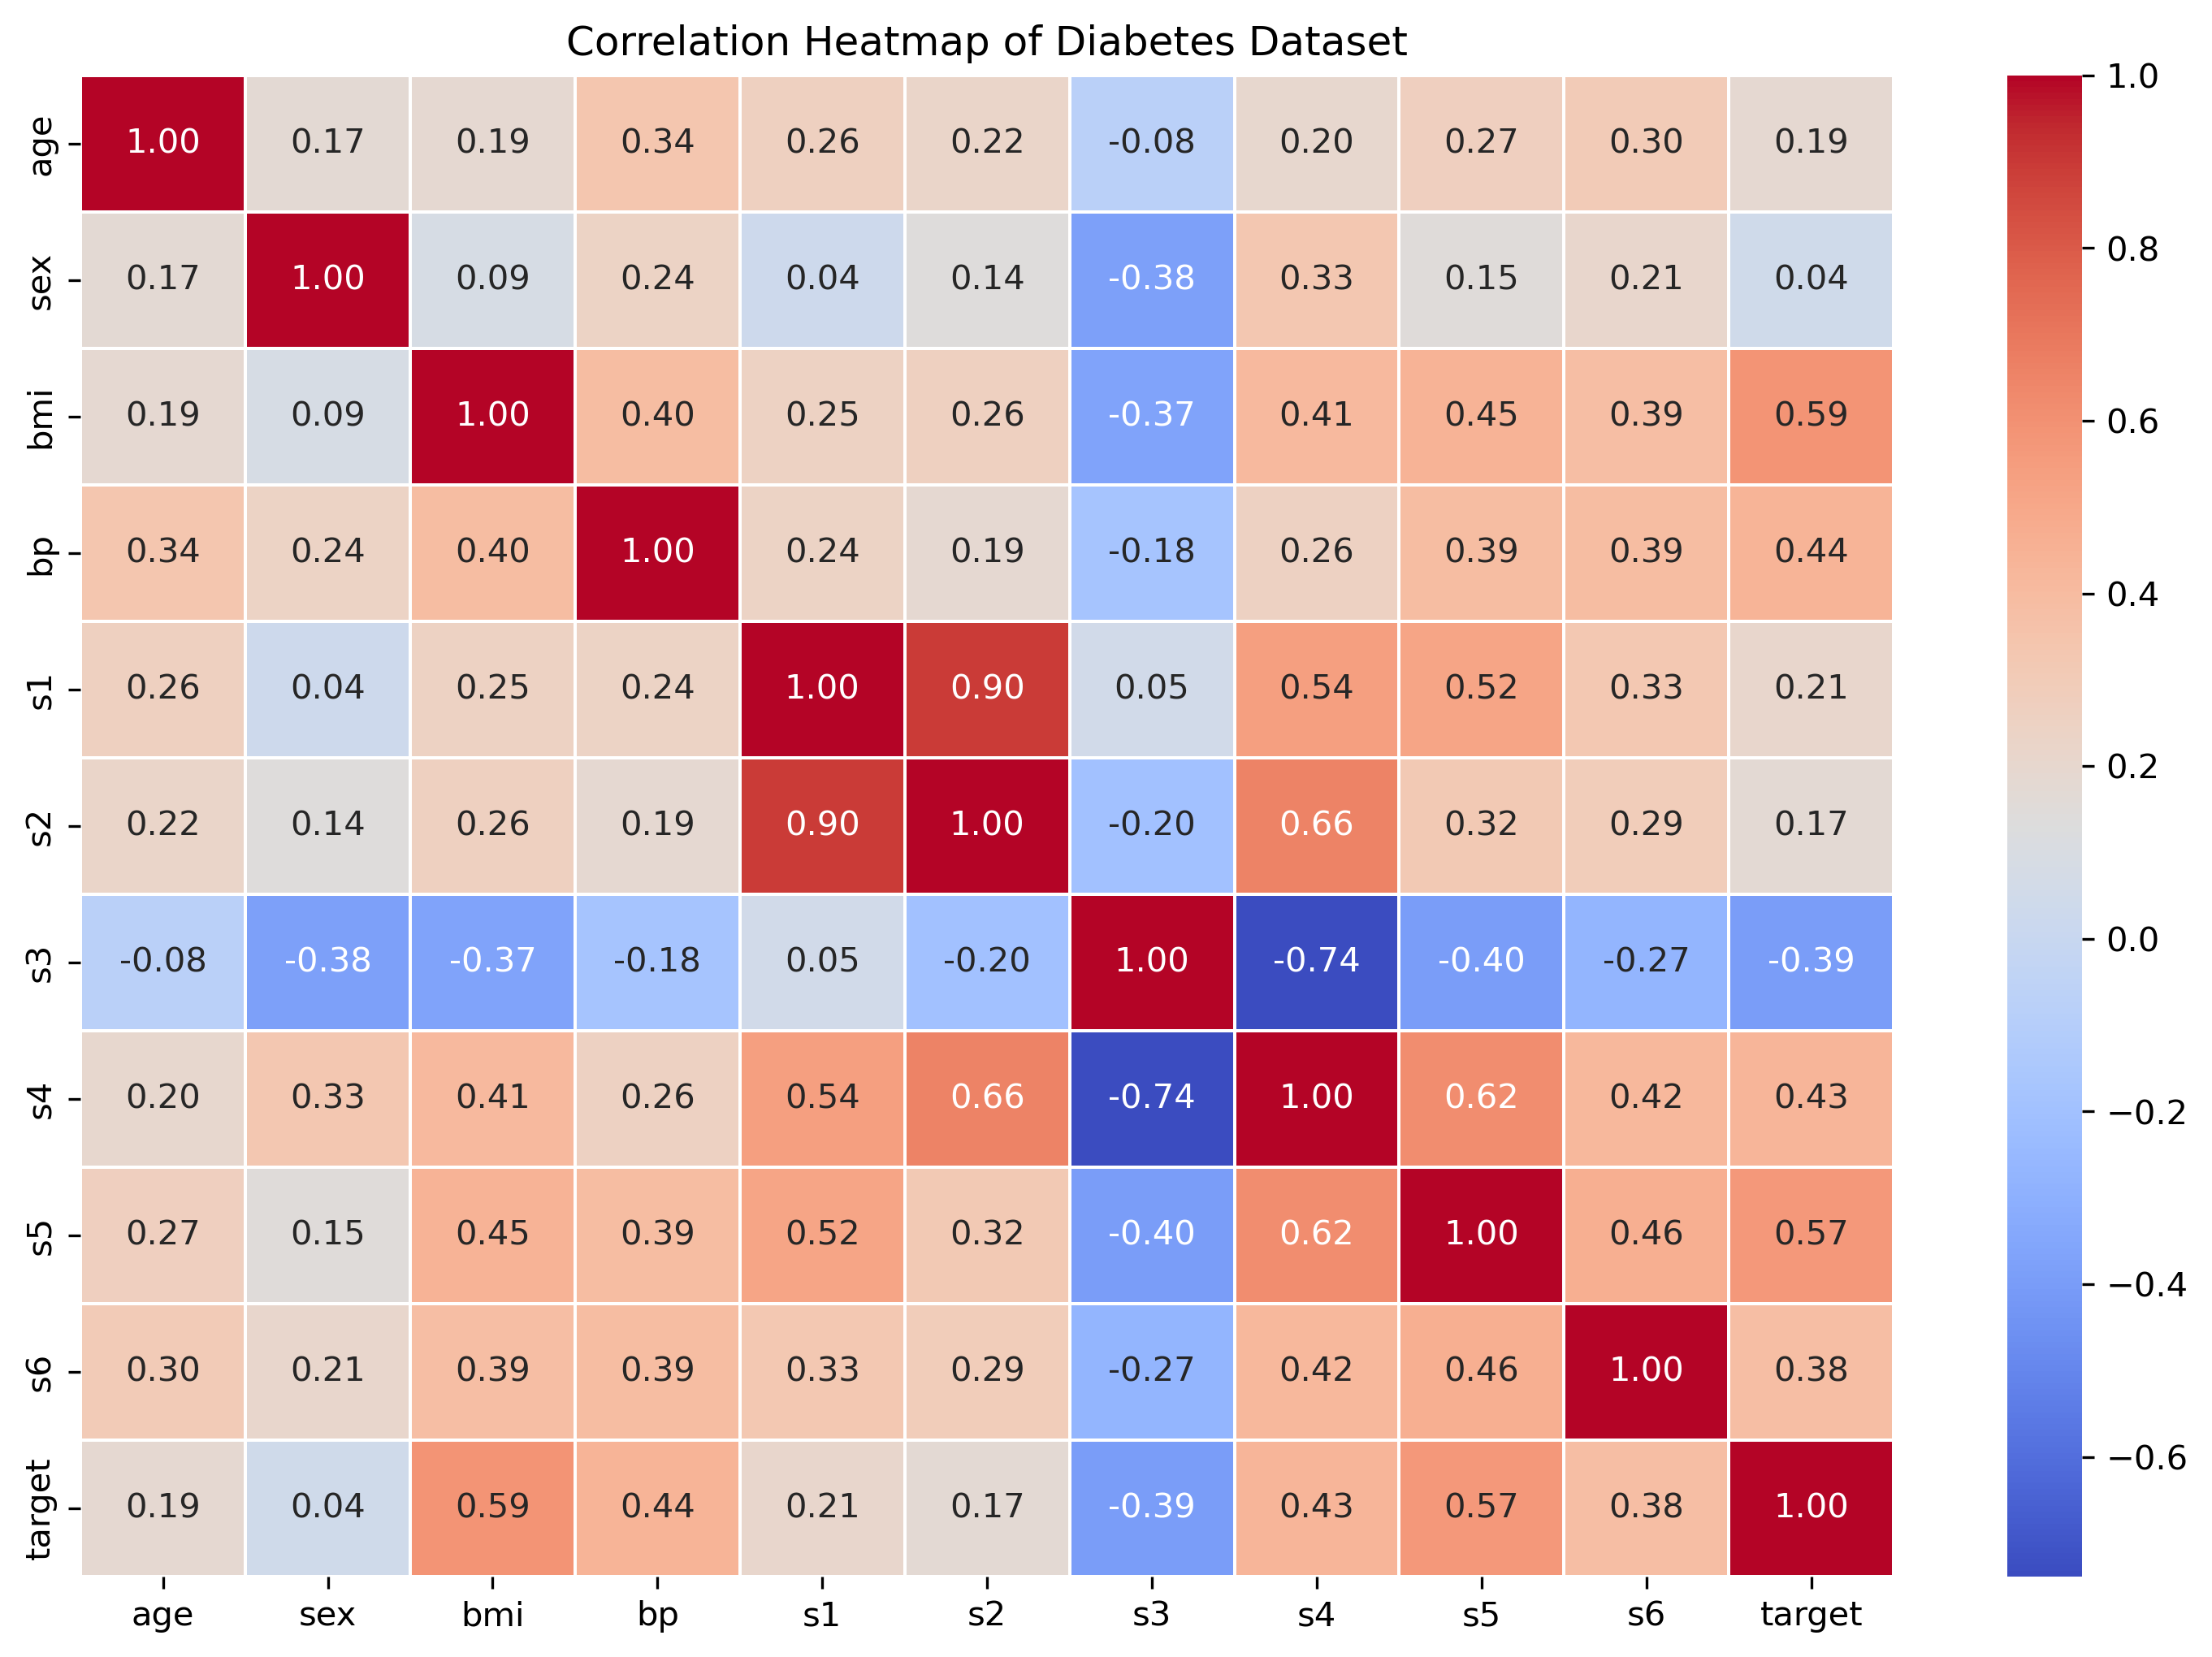 Correlation Heatmap of Diabetes Dataset
age 1.00 0.17 0.19 0.34 0.26 0.22 -0.08 0.20 0.27 0.30 0.19
sex 0.17 1.00 0.09 0.24 0.04 0.14 -0.38 0.33 0.15 0.21 0.04
bmi 0.19 0.09 1.00 0.40 0.25 0.26 -0.37 0.41 0.45 0.39 0.59
bp 0.34 0.24 0.40 1.00 0.24 0.19 -0.18 0.26 0.39 0.39 0.44
s1 0.26 0.04 0.25 0.24 1.00 0.90 0.05 0.54 0.52 0.33 0.21
s2 0.22 0.14 0.26 0.19 0.90 1.00 -0.20 0.66 0.32 0.29 0.17
s3 -0.08 -0.38 -0.37 -0.18 0.05 -0.20 1.00 -0.74 -0.40 -0.27 -0.39
s4 0.20 0.33 0.41 0.26 0.54 0.66 -0.74 1.00 0.62 0.42 0.43
s5 0.27 0.15 0.45 0.39 0.52 0.32 -0.40 0.62 1.00 0.46 0.57
s6 0.30 0.21 0.39 0.39 0.33 0.29 -0.27 0.42 0.46 1.00 0.38
target 0.19 0.04 0.59 0.44 0.21 0.17 -0.39 0.43 0.57 0.38 1.00
age sex bmi bp s1 s2 s3 s4 s5 s6 target
1.0
0.8
0.6
0.4
0.2
0.0
−0.2
−0.4
−0.6